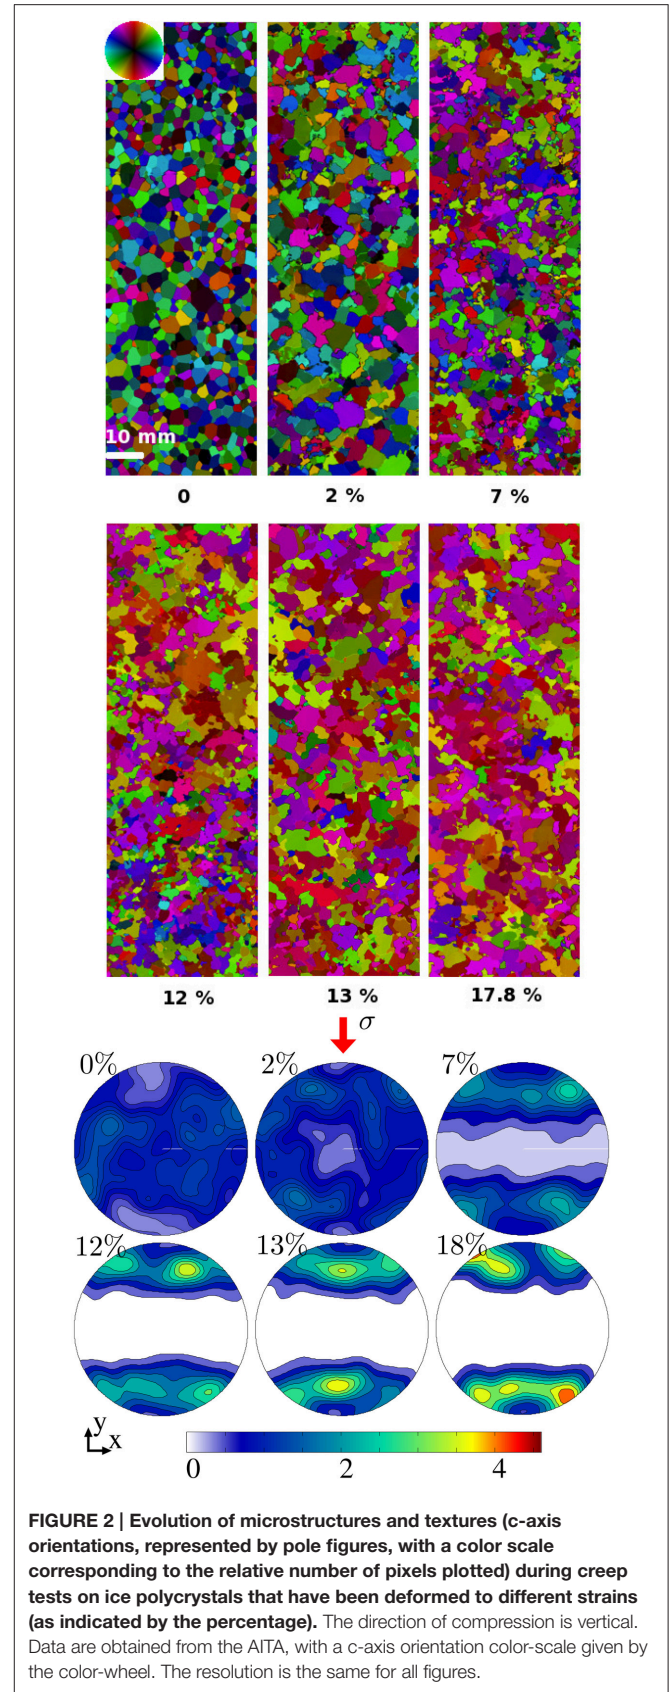 10 mm
0
2 %
7 %
12 %
13 %
17.8 %
σ
0%
2%
7%
12%
13%
18%
y
x
0
2
4
FIGURE 2 | Evolution of microstructures and textures (c-axis
orientations, represented by pole figures, with a color scale
corresponding to the relative number of pixels plotted) during creep
tests on ice polycrystals that have been deformed to different strains
(as indicated by the percentage). The direction of compression is vertical.
Data are obtained from the AITA, with a c-axis orientation color-scale given by
the color-wheel. The resolution is the same for all figures.